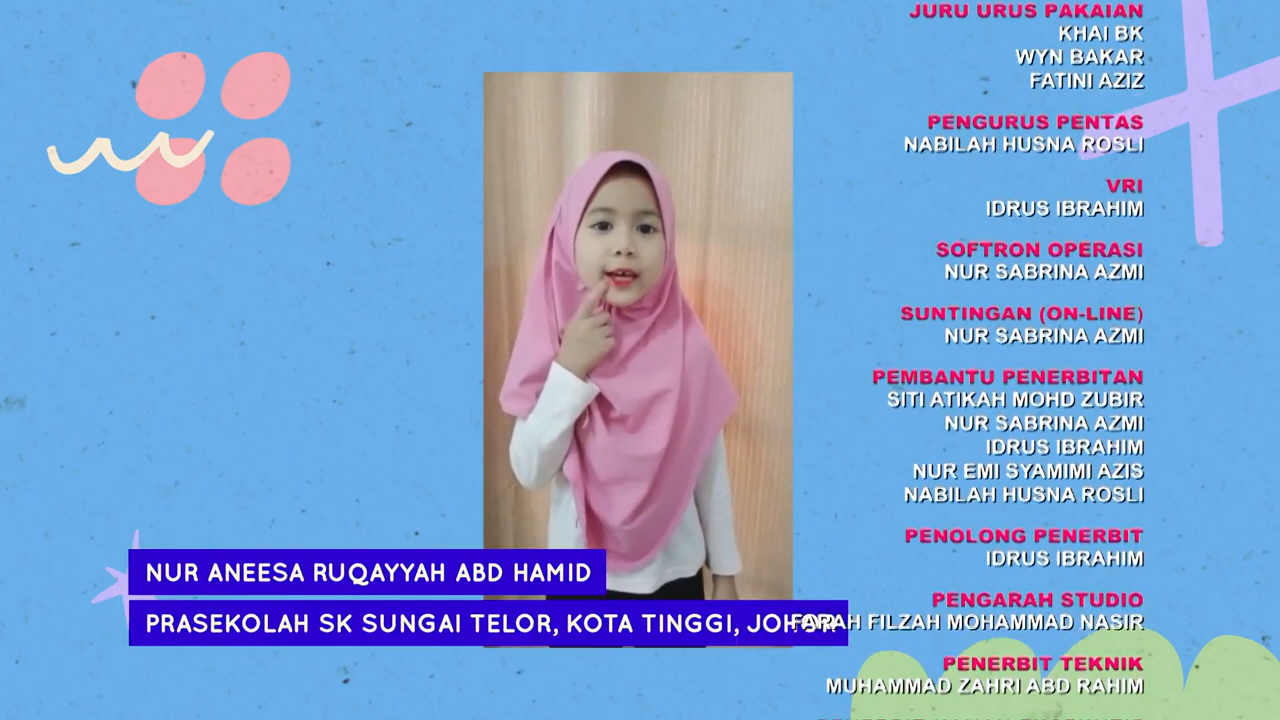 JURU URUS PAKAIAN
KHAI BK
WYN BAKAR
FATINI AZIZ
PENGURUS PENTAS
NABILAH HUSNA ROSLI
VRI
IDRUS IBRAHIM
SOFTRON OPERASI
NUR SABRINA AZMI
SUNTINGAN (ON-LINE)
NUR SABRINA AZMI
PEMBANTU PENERBITAN
SITI ATIKAH MOHD ZUBIR
NUR SABRINA AZMI
IDRUS IBRAHIM
NUR EMI SYAMIMI AZIS
NABILAH HUSNA ROSLI
PENOLONG PENERBIT
IDRUS IBRAHIM
PENGARAH STUDIO
FARAH FILZAH MOHAMMAD NASIR
PENERBIT TEKNIK
MUHAMMAD ZAHRI ABD RAHIM
NUR ANEESA RUQAYYAH ABD HAMID
PRASEKOLAH SK SUNGAI TELOR, KOTA TINGGI, JOHOR